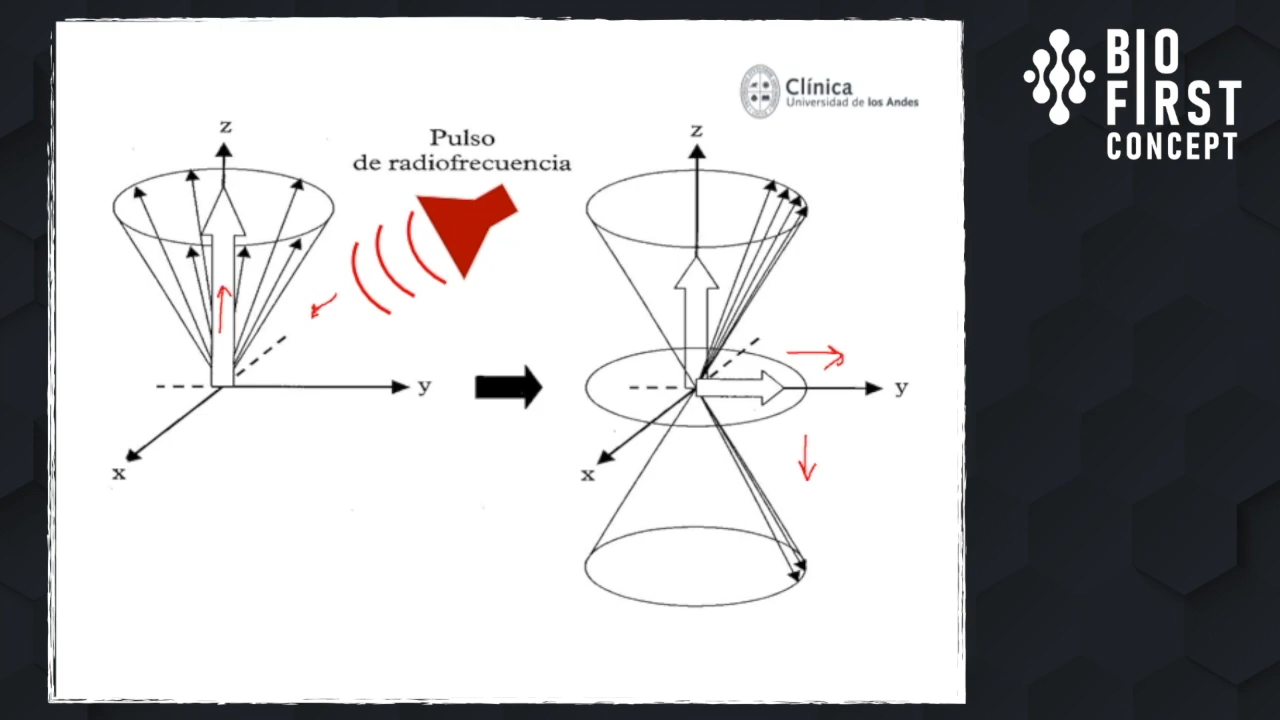 BIO
FIRST
CONCEPT
Clínica
Universidad de los Andes
Pulso
de radiofrecuencia
z
y
x
z
y
x